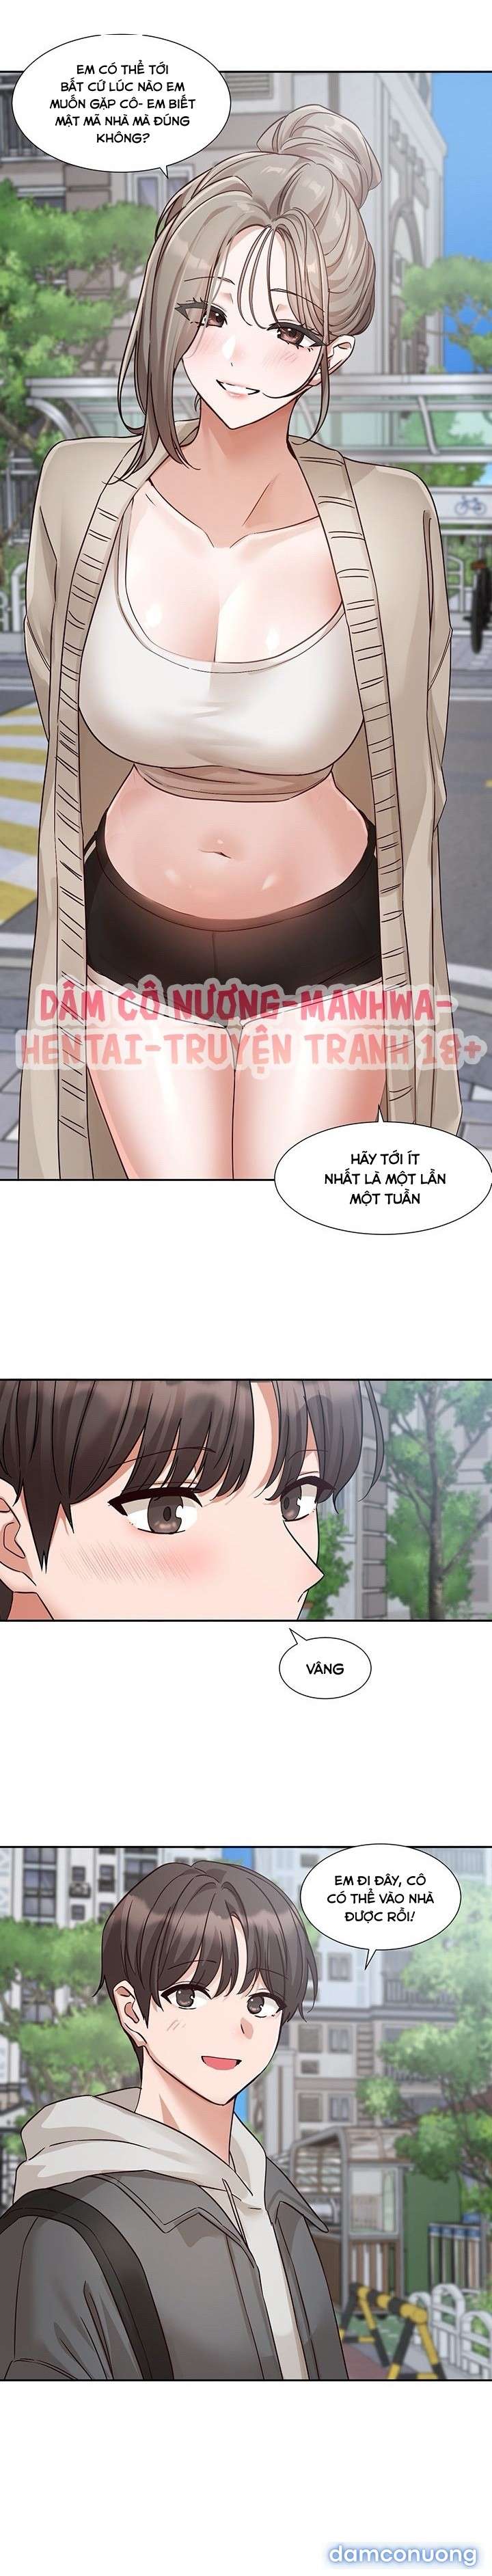 EM CÓ THỂ TỚI
BẤT CỨ LÚC NÀO EM
MUỐN GẶP CÔ- EM BIẾT
MẬT MÃ NHÀ MÀ ĐÚNG
KHÔNG?
DÂM CÔ NƯƠNG-MANHWA-
HENTAI-TRUYỆN TRANH 18+
HÃY TỚI ÍT
NHẤT LÀ MỘT LẦN
MỘT TUẦN
VÂNG
EM ĐI ĐÂY, CÔ
CÓ THỂ VÀO NHÀ
ĐƯỢC RỒI!
damconuong